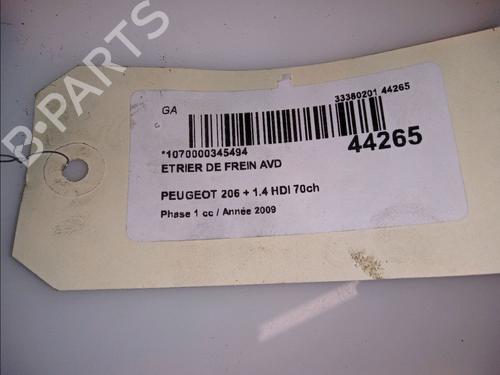 B-PARTS
GA
33380201 44265
*1070000345494
44265
ETRIER DE FREIN AVD
PEUGEOT 206 + 1.4 HDI 70ch
Phase 1 cc / Année 2009